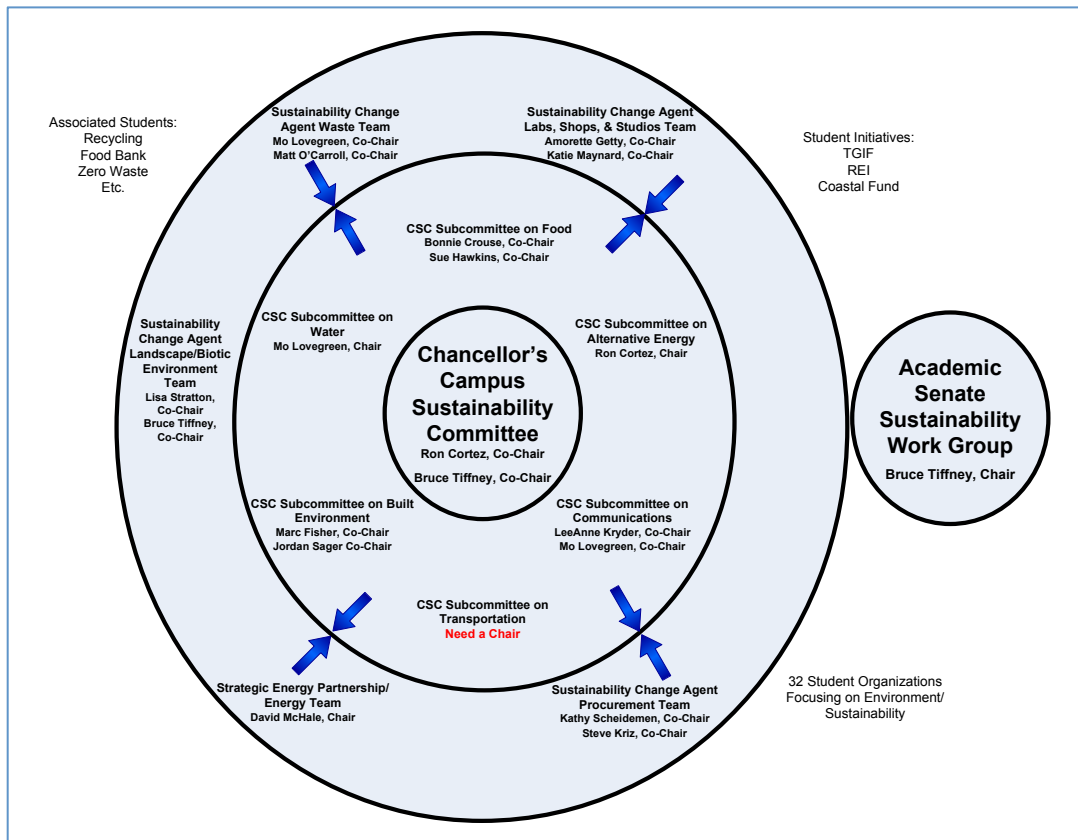 Associated Students:
Recycling
Food Bank
Zero Waste
Etc.
Sustainability Change
Agent Waste Team
Mo Lovegreen, Co-Chair
Matt O'Carroll, Co-Chair
Sustainability Change Agent
Labs, Shops, & Studios Team
Amorette Getty, Co-Chair
Katie Maynard, Co-Chair
Student Initiatives:
TGIF
REI
Coastal Fund
CSC Subcommittee on Food
Bonnie Crouse, Co-Chair
Sue Hawkins, Co-Chair
Sustainability
Change Agent
Landscape/Biotic
Environment
Team
Lisa Stratton,
Co-Chair
Bruce Tiffney,
Co-Chair
CSC Subcommittee on
Water
Mo Lovegreen, Chair
Chancellor's
Campus
Sustainability
Committee
Ron Cortez, Co-Chair
Bruce Tiffney, Co-Chair
CSC Subcommittee on
Alternative Energy
Ron Cortez, Chair
Academic
Senate
Sustainability
Work Group
Bruce Tiffney, Chair
CSC Subcommittee on Built
Environment
Marc Fisher, Co-Chair
Jordan Sager Co-Chair
CSC Subcommittee on
Communications
LeeAnne Kryder, Co-Chair
Mo Lovegreen, Co-Chair
CSC Subcommittee on
Transportation
Need a Chair
Strategic Energy Partnership/
Energy Team
David McHale, Chair
Sustainability Change Agent
Procurement Team
Kathy Scheidemen, Co-Chair
Steve Kriz, Co-Chair
32 Student Organizations
Focusing on Environment/
Sustainability